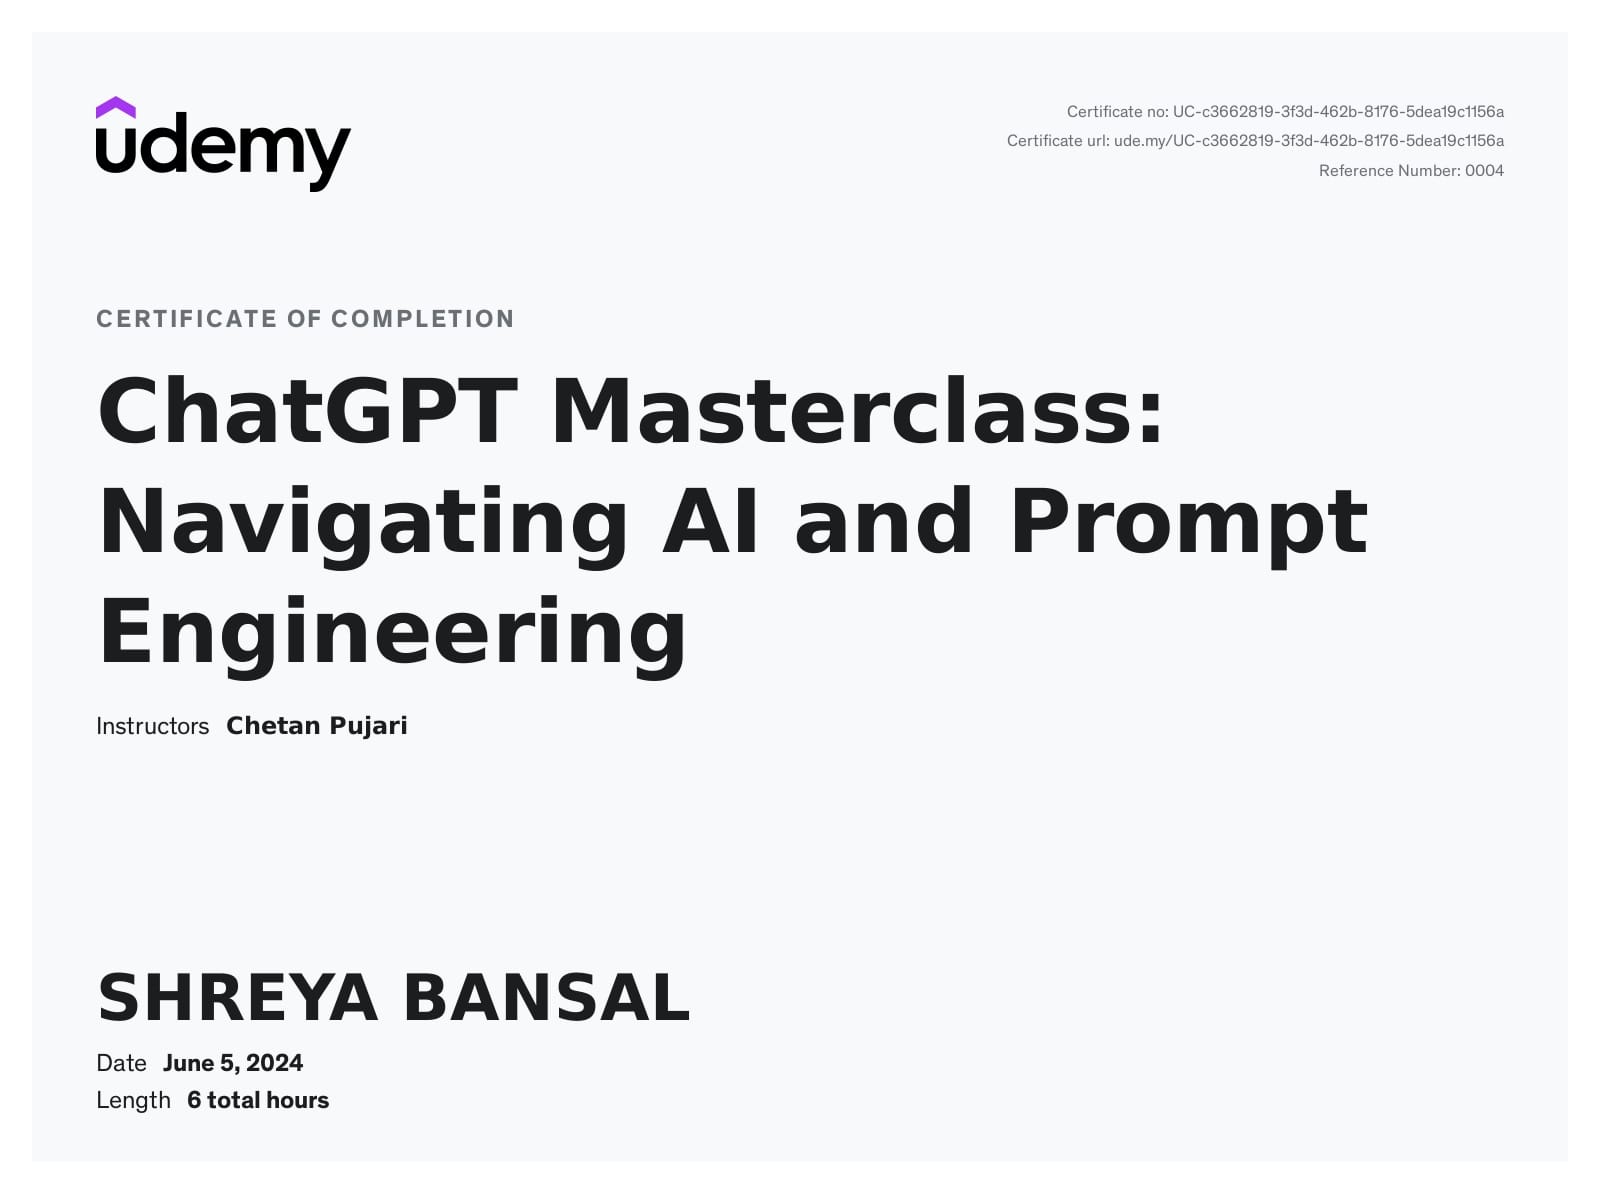 udemy
Certificate no: UC-c3662819-3f3d-462b-8176-5dea19c1156a
Certificate url: ude.my/UC-c3662819-3f3d-462b-8176-5dea19c1156a
Reference Number: 0004
CERTIFICATE OF COMPLETION
ChatGPT Masterclass:
Navigating AI and Prompt
Engineering
Instructors Chetan Pujari
SHREYA BANSAL
Date June 5, 2024
Length 6 total hours